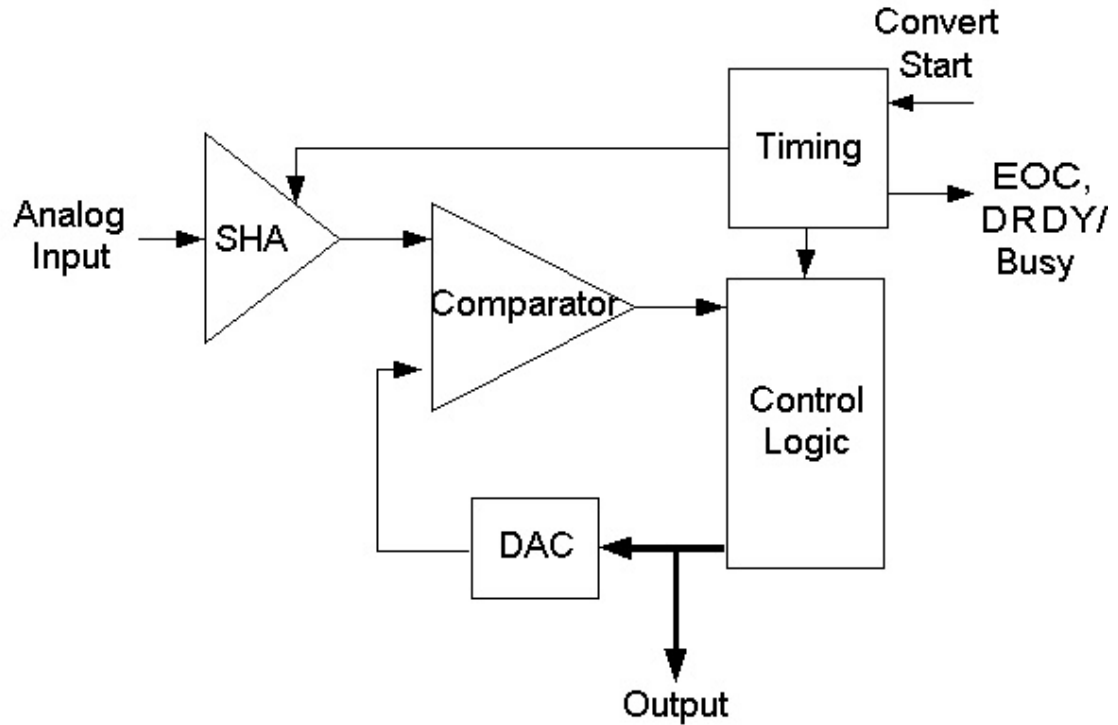 Convert
Start
Timing
EOC,
DRDY/
Busy
Analog
Input
SHA
Comparator
Control
Logic
DAC
Output